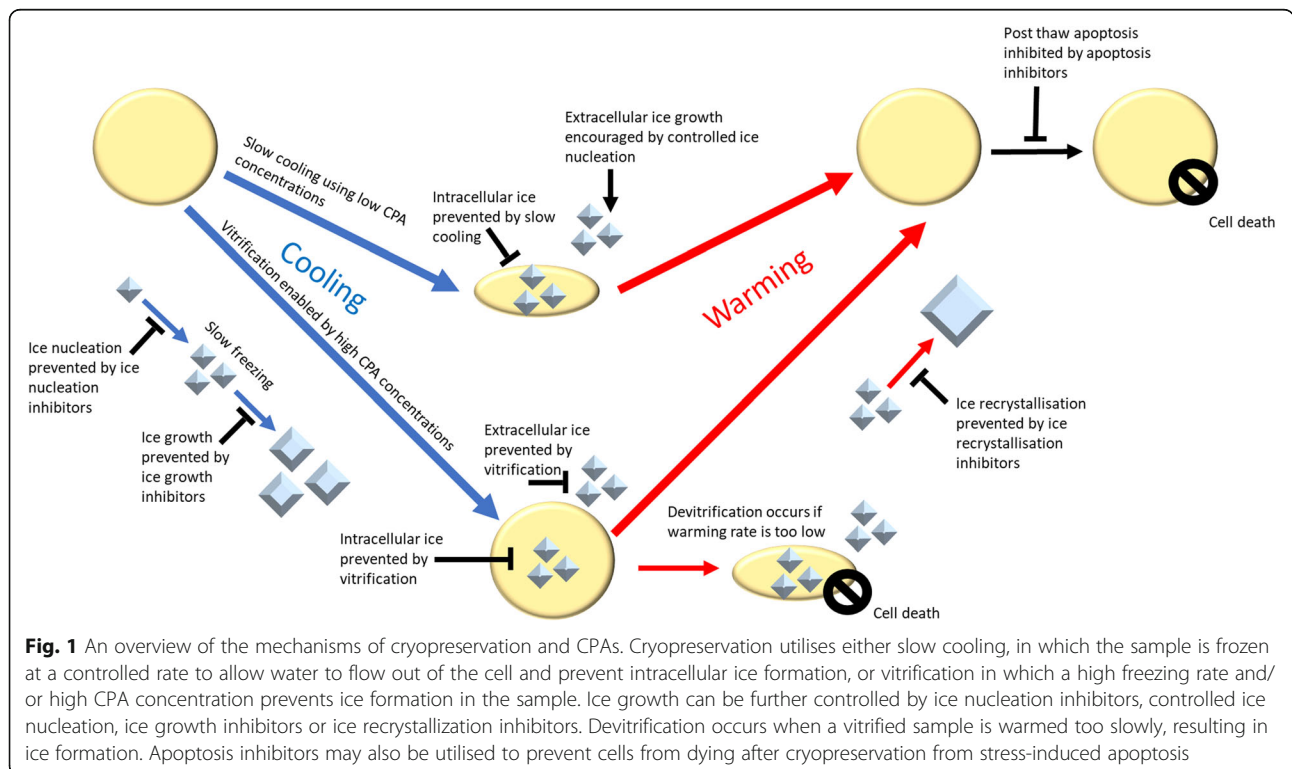 Post thaw apoptosis
inhibited by apoptosis
inhibitors
Extracellular ice growth
encouraged by controlled ice
nucleation
Slow cooling using low CPA
concentrations
Intracellular ice
prevented by slow
cooling
Cell death
Cooling
Warming
Vitrification enabled by high CPA concentrations
Ice nucleation
prevented by ice
nucleation
inhibitors
Slow freezing
Ice growth
prevented by
ice growth
inhibitors
Ice recrystallisation
prevented by ice
recrystallisation
inhibitors
Extracellular ice
prevented by
vitrification
Devitrification occurs if
warming rate is too low
Intracellular ice
prevented by
vitrification
Cell death
Fig. 1 An overview of the mechanisms of cryopreservation and CPAs. Cryopreservation utilises either slow cooling, in which the sample is frozen
at a controlled rate to allow water to flow out of the cell and prevent intracellular ice formation, or vitrification in which a high freezing rate and/
or high CPA concentration prevents ice formation in the sample. Ice growth can be further controlled by ice nucleation inhibitors, controlled ice
nucleation, ice growth inhibitors or ice recrystallization inhibitors. Devitrification occurs when a vitrified sample is warmed too slowly, resulting in
ice formation. Apoptosis inhibitors may also be utilised to prevent cells from dying after cryopreservation from stress-induced apoptosis